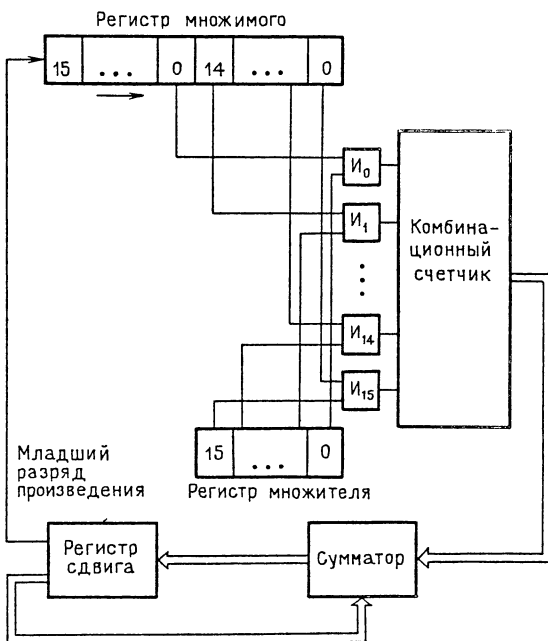 Регистр множимого
15 ... 0 14 ... 0
И0
И1
Комбина-
ционный
счетчик
И14
И15
15 ... 0
Регистр множителя
Младший
разряд
произведения
Регистр
сдвига
Сумматор